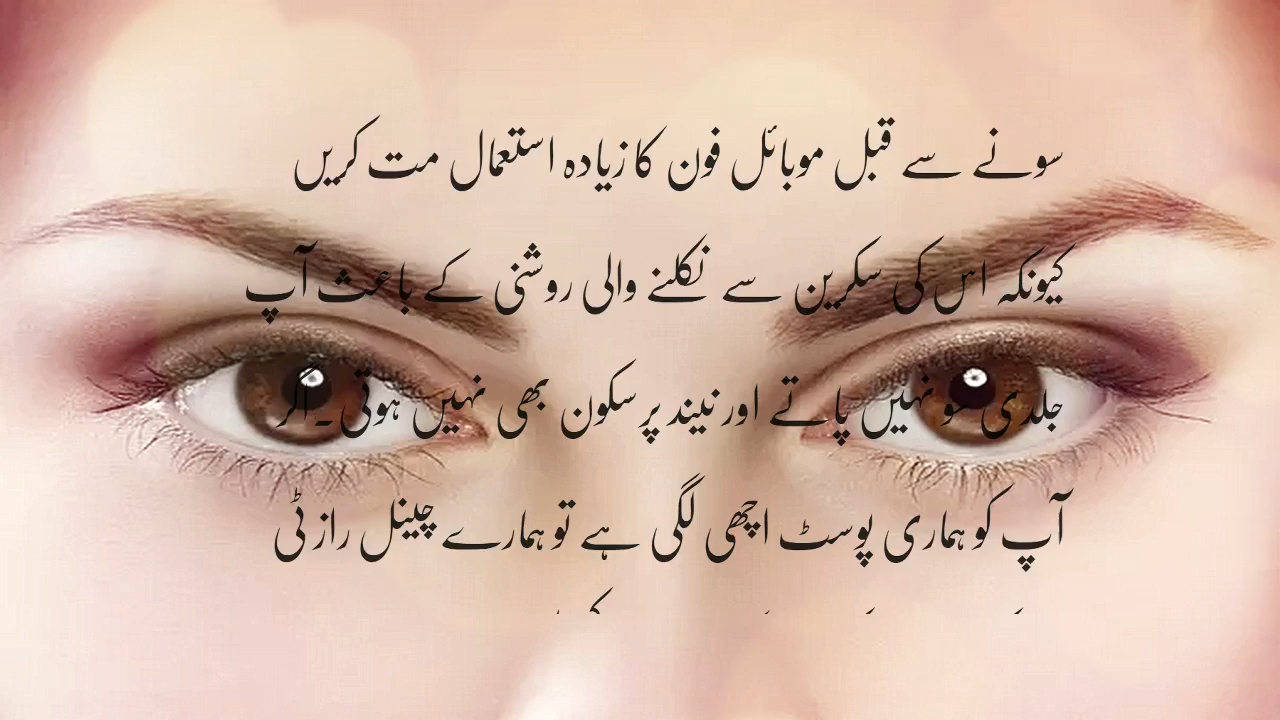 سونے سے قبل موبائل فون کا زیادہ استعمال مت کریں
کیونکہ اس کی سکرین سے نکلنے والی روشنی کے باعث آپ
جلدی سو نہیں پاتے اور نیند پر سکون بھی نہیں ہوتی۔ اگر
آپ کو ہماری پوسٹ اچھی لگی ہے تو ہمارے چینل راز ٹی